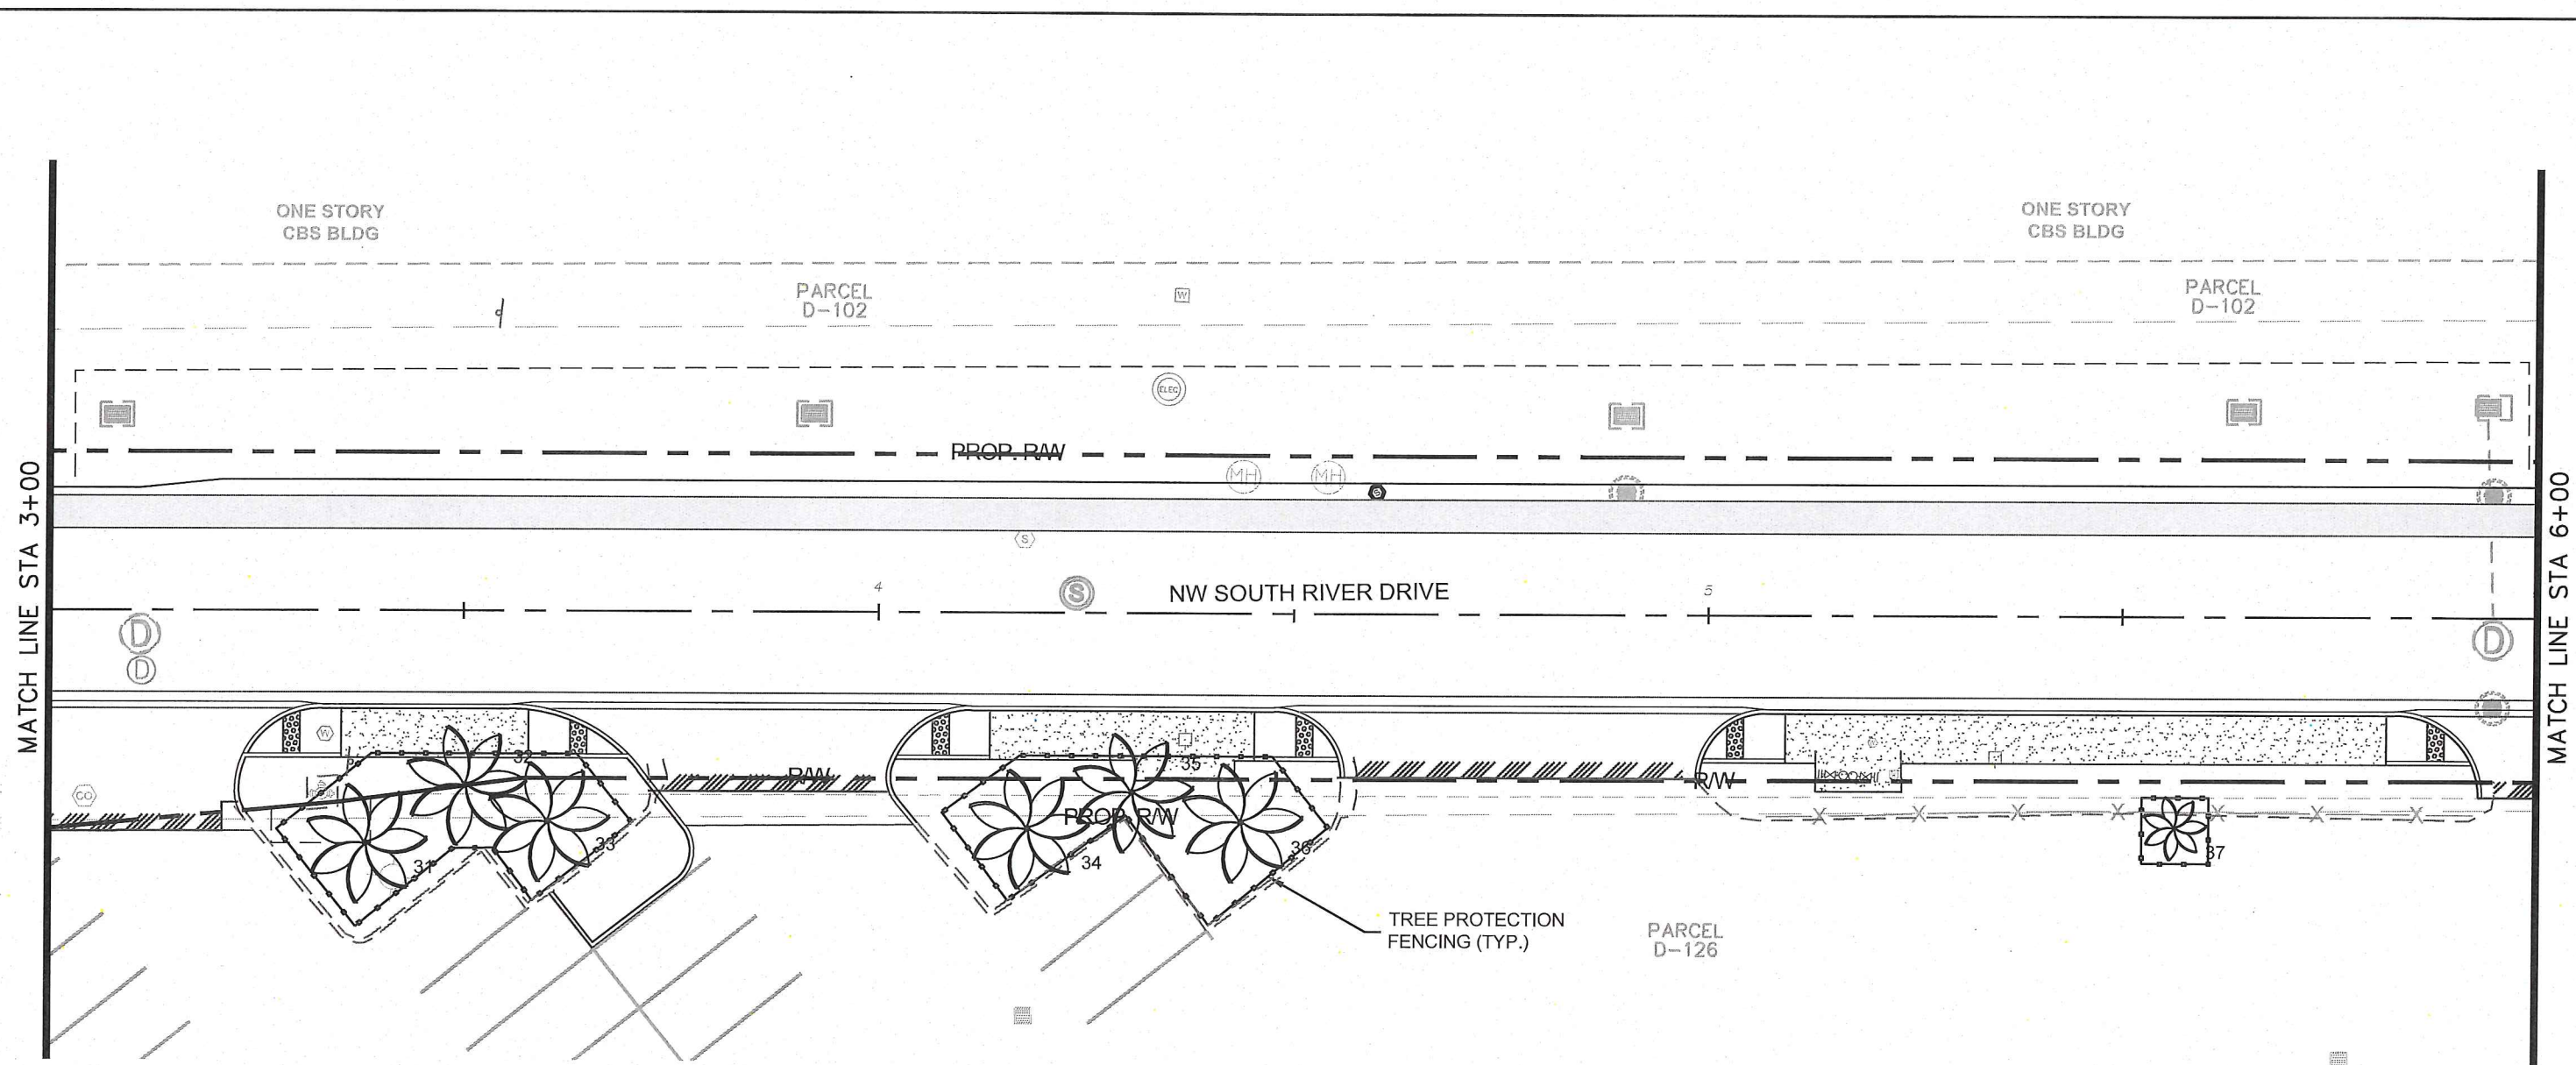 ONE STORY
CBS BLDG
ONE STORY
CBS BLDG
PARCEL
D-102
W
PARCEL
D-102
ELEC
PROP. R/W
MH
MH
S
S
MATCH LINE STA 3+00
MATCH LINE STA 6+00
4
S
NW SOUTH RIVER DRIVE
5
D
D
D
W
32
35
R/W
R/W
CO
PROP. R/W
33
36
31
34
37
TREE PROTECTION
FENCING (TYP.)
PARCEL
D-126